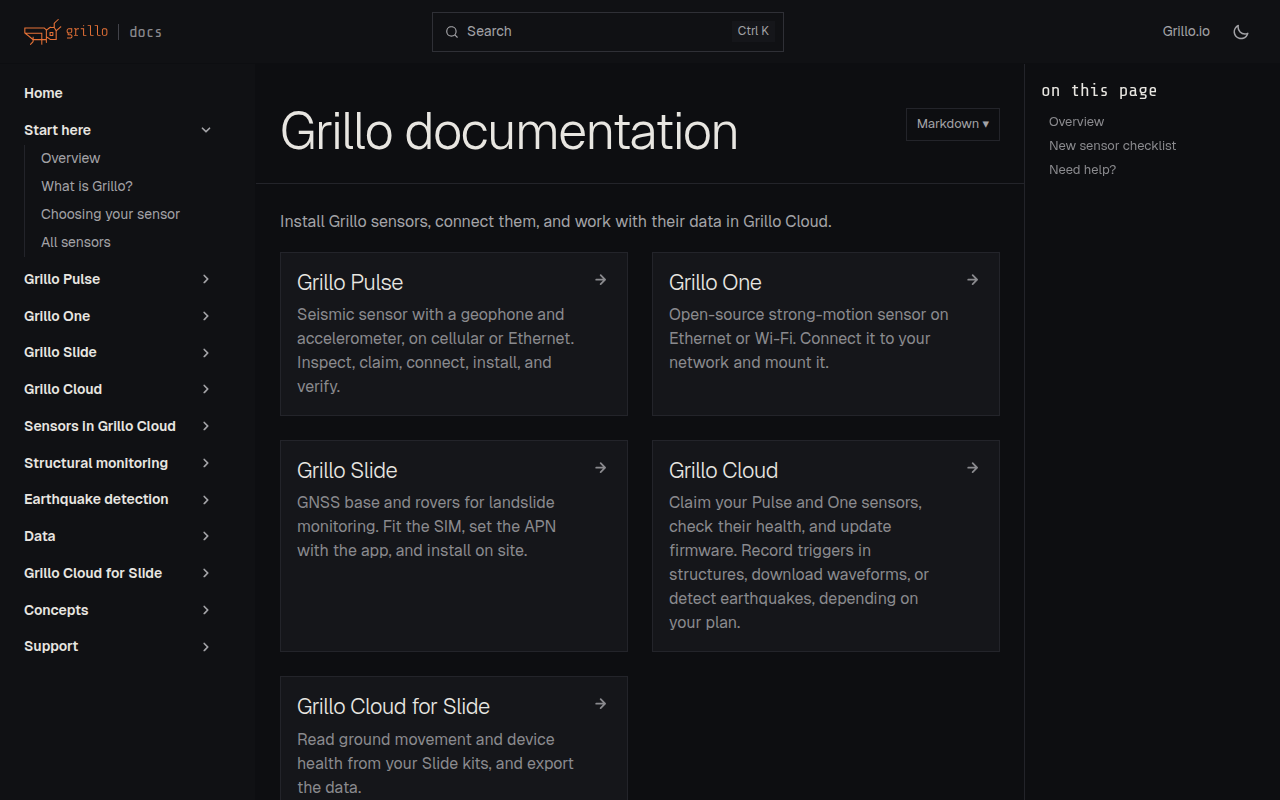 grillo | docs
Search
Ctrl K
Grillo.io
Home
Start here
Overview
What is Grillo?
Choosing your sensor
All sensors
Grillo Pulse
Grillo One
Grillo Slide
Grillo Cloud
Sensors in Grillo Cloud
Structural monitoring
Earthquake detection
Data
Grillo Cloud for Slide
Concepts
Support
Grillo documentation
Markdown ▾
Install Grillo sensors, connect them, and work with their data in Grillo Cloud.
Grillo Pulse
Seismic sensor with a geophone and
accelerometer, on cellular or Ethernet.
Inspect, claim, connect, install, and
verify.
Grillo One
Open-source strong-motion sensor on
Ethernet or Wi-Fi. Connect it to your
network and mount it.
Grillo Slide
GNSS base and rovers for landslide
monitoring. Fit the SIM, set the APN
with the app, and install on site.
Grillo Cloud
Claim your Pulse and One sensors,
check their health, and update
firmware. Record triggers in
structures, download waveforms, or
detect earthquakes, depending on
your plan.
Grillo Cloud for Slide
Read ground movement and device
health from your Slide kits, and export
the data.
on this page
Overview
New sensor checklist
Need help?